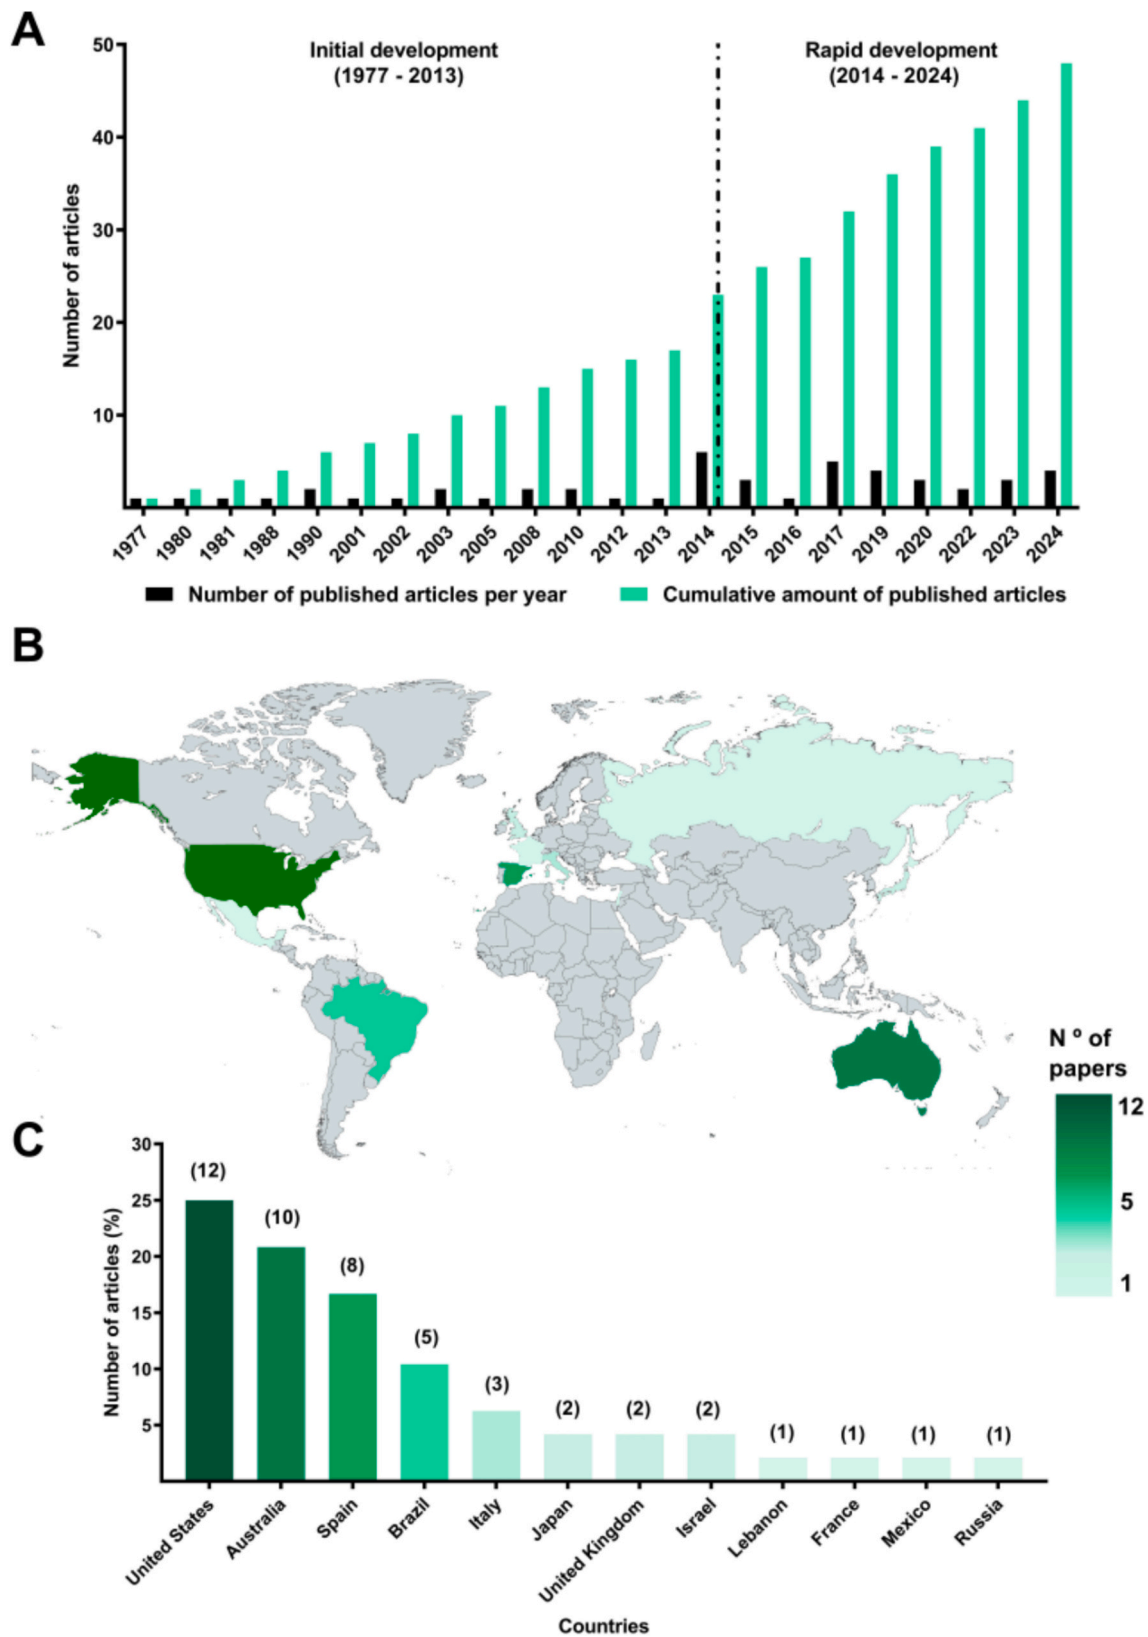 A
Initial development
(1977 - 2013)
Rapid development
(2014 - 2024)
Number of articles
50
40
30
20
10
1977 1980 1981 1988 1990 2001 2002 2003 2005 2008 2010 2012 2013 2014 2015 2016 2017 2019 2020 2022 2023 2024
Number of published articles per year
Cumulative amount of published articles
B
N º of
papers
12
5
1
C
Number of articles (%)
30
25
20
15
10
5
(12) (10) (8) (5) (3) (2) (2) (2) (1) (1) (1) (1)
United States Australia Spain Brazil Italy Japan United Kingdom Israel Lebanon France Mexico Russia
Countries